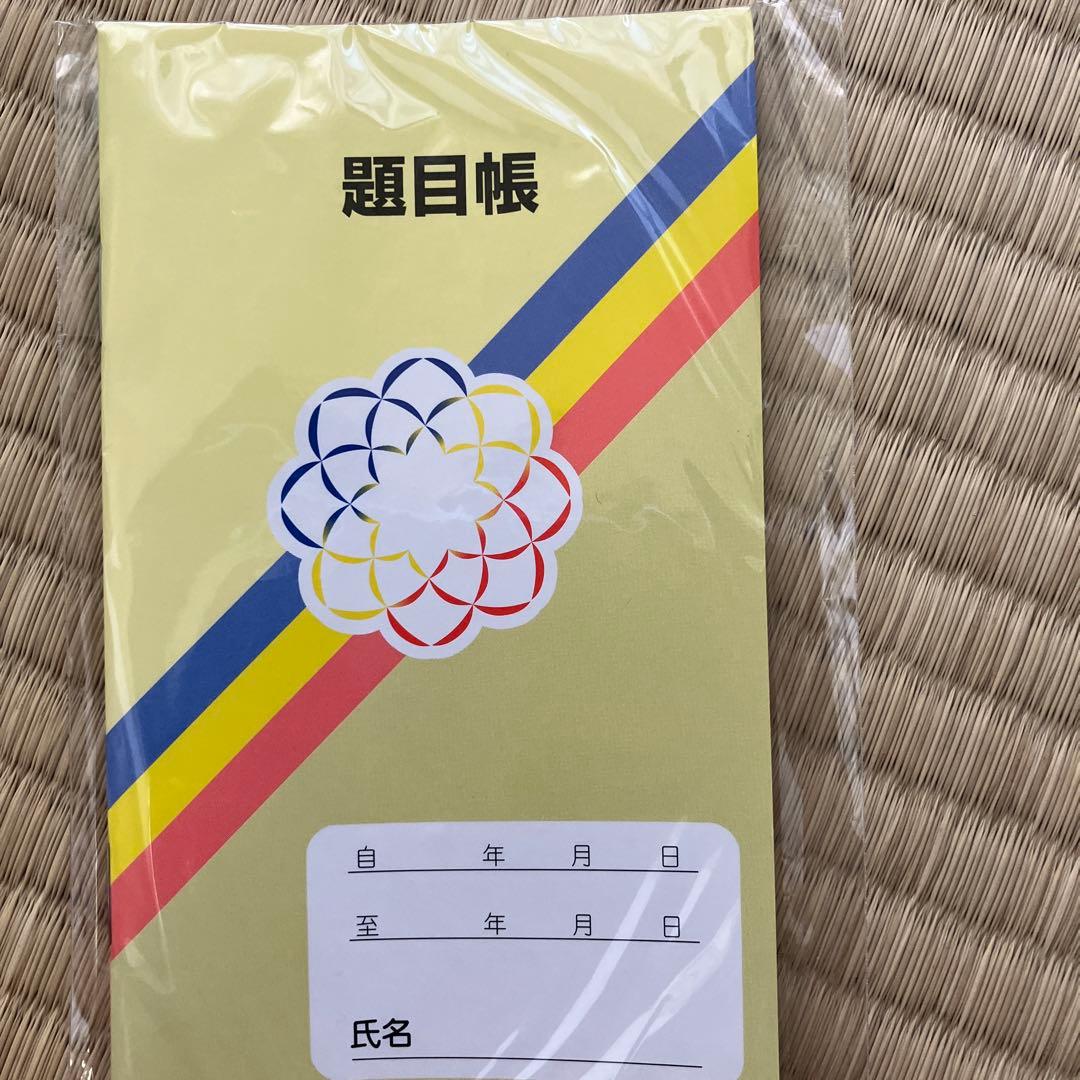 題目帳
自 年 月 日
至 年 月 日
氏名